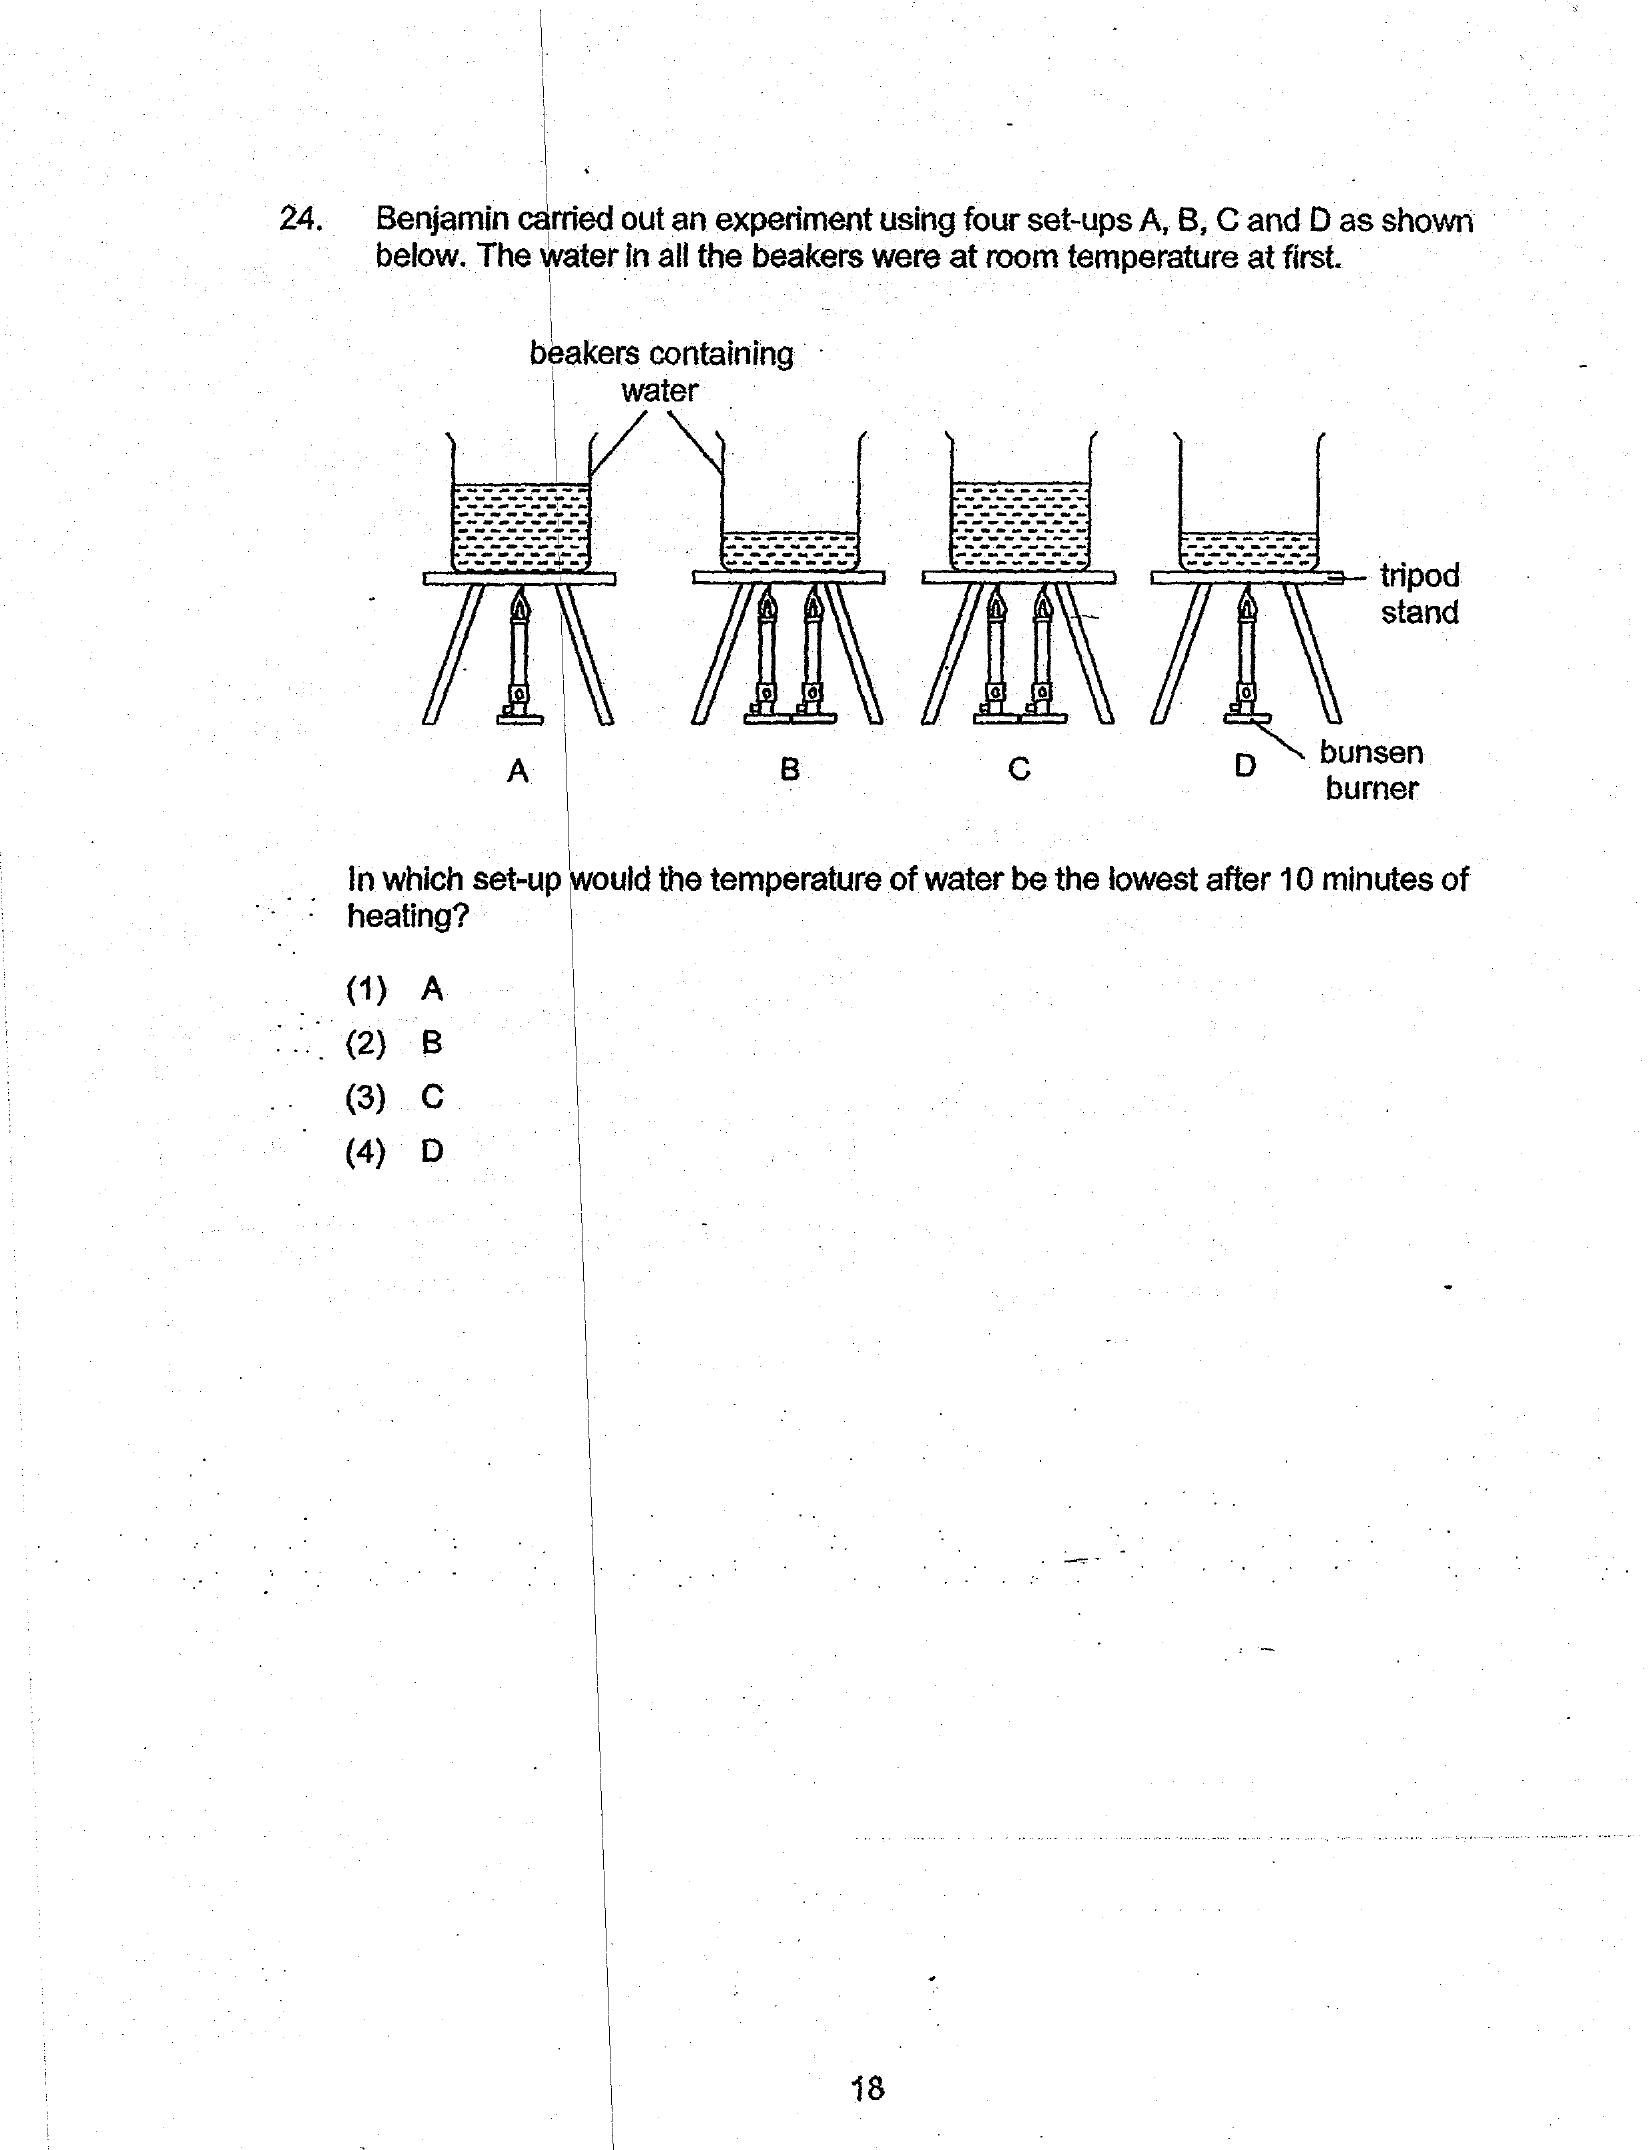 24. Benjamin carried out an experiment using four set-ups A, B, C and D as shown
below. The water in all the beakers were at room temperature at first.
beakers containing
water
tripod
stand
A B C D
bunsen
burner
In which set-up would the temperature of water be the lowest after 10 minutes of
heating?
(1) A
(2) B
(3) C
(4) D
18